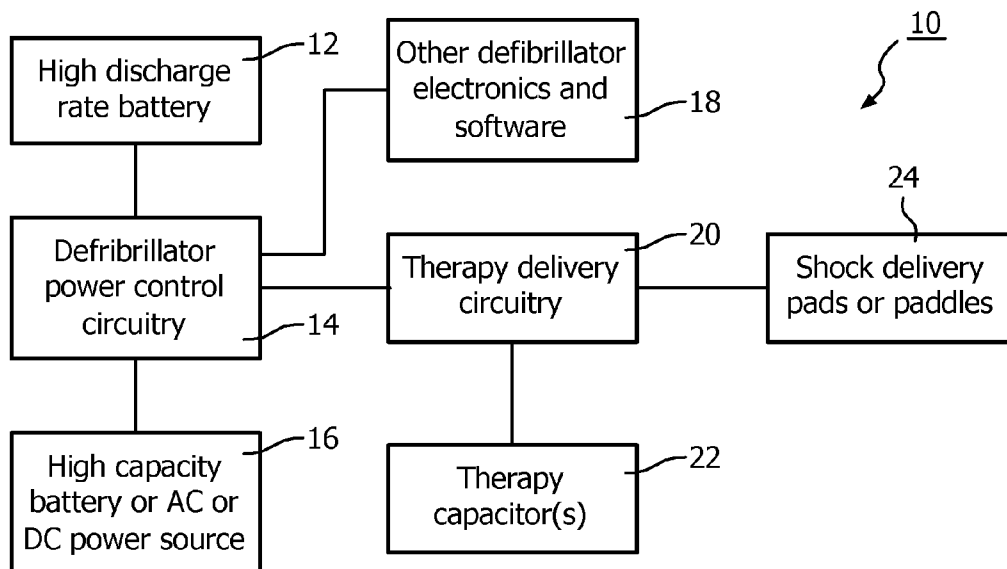 10
12
High discharge
rate battery
Other defibrillator
electronics and
software
18
24
Defribrillator
power control
circuitry
14
20
Therapy delivery
circuitry
Shock delivery
pads or paddles
16
High capacity
battery or AC or
DC power source
22
Therapy
capacitor(s)